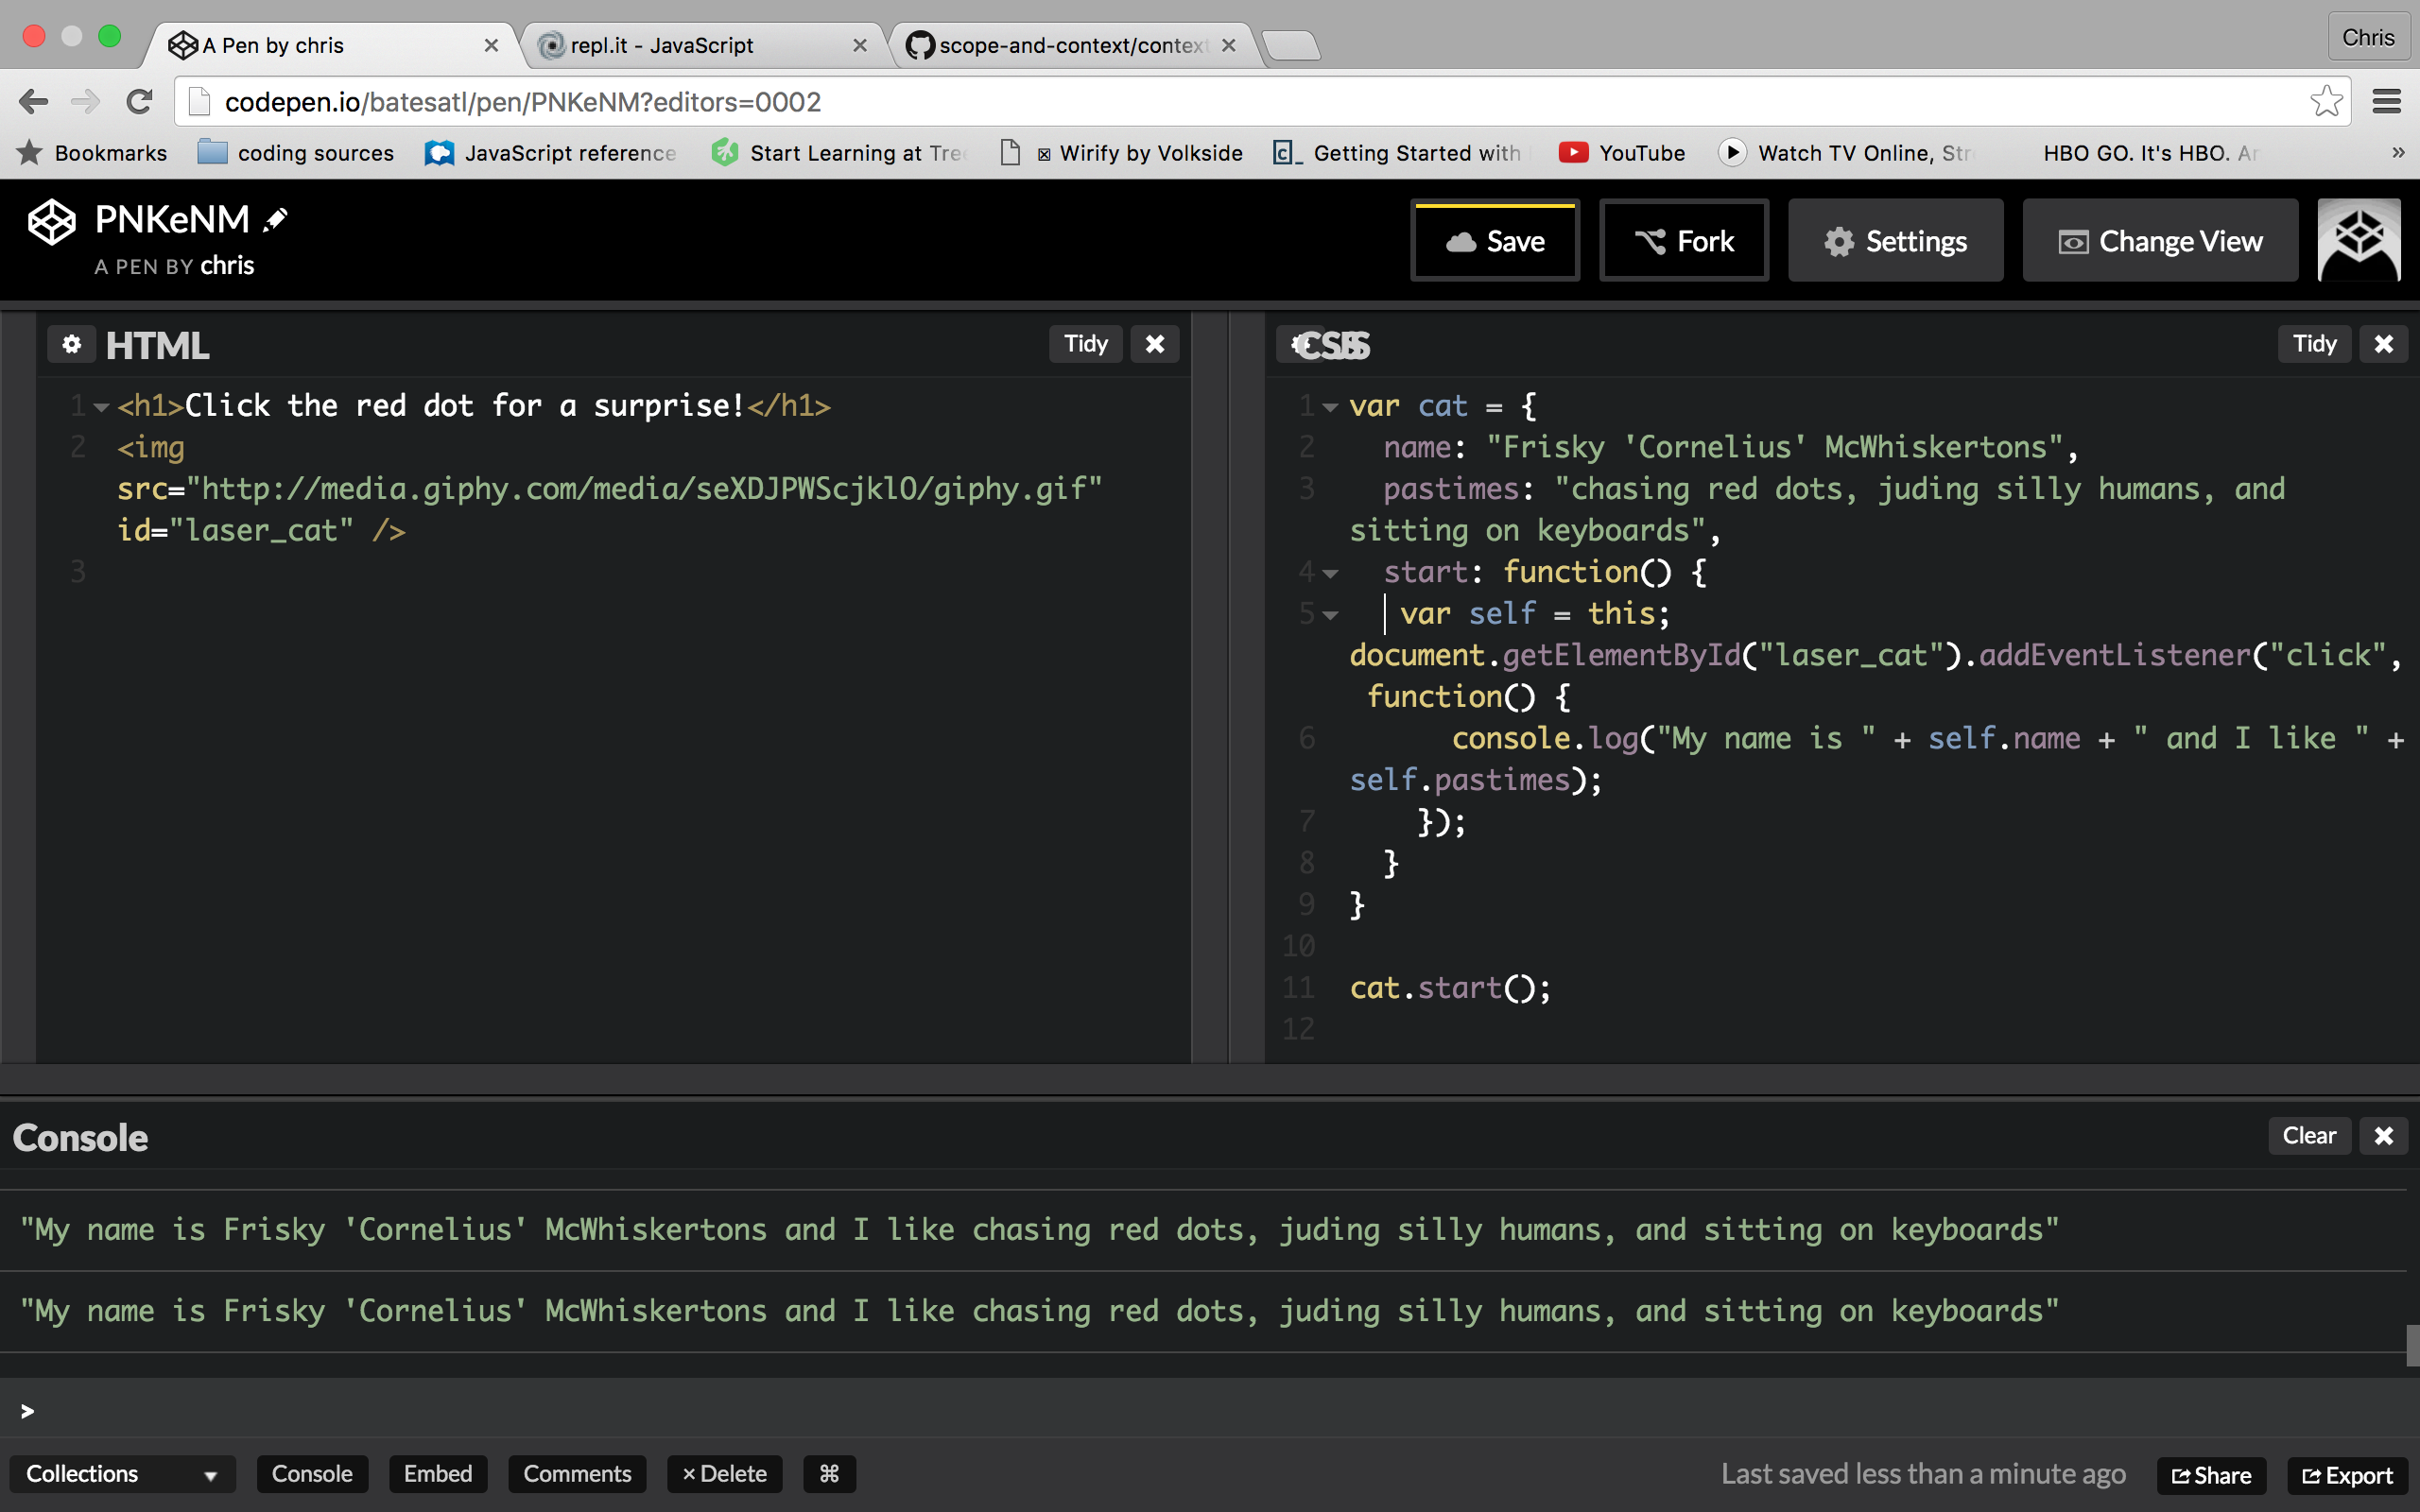 A Pen by chris
repl.it - JavaScript
scope-and-context/context
Chris
codepen.io/batesatl/pen/PNKeNM?editors=0002
Bookmarks coding sources JavaScript reference Start Learning at Tree Wirify by Volkside Getting Started with YouTube Watch TV Online, Str HBO GO. It's HBO. An »
PNKeNM
A PEN BY chris
Save Fork Settings Change View
HTML Tidy
1 <h1>Click the red dot for a surprise!</h1>
2 <img
src="http://media.giphy.com/media/seXDJPWScjklO/giphy.gif"
id="laser_cat" />
3
Tidy
1 var cat = {
2 name: "Frisky 'Cornelius' McWhiskertons",
3 pastimes: "chasing red dots, juding silly humans, and
sitting on keyboards",
4 start: function() {
5 var self = this;
document.getElementById("laser_cat").addEventListener("click",
function() {
6 console.log("My name is " + self.name + " and I like " +
self.pastimes);
7 });
8 }
9 }
10
11 cat.start();
12
Console Clear
"My name is Frisky 'Cornelius' McWhiskertons and I like chasing red dots, juding silly humans, and sitting on keyboards"
"My name is Frisky 'Cornelius' McWhiskertons and I like chasing red dots, juding silly humans, and sitting on keyboards"
>
Collections Console Embed Comments × Delete ⌘ Last saved less than a minute ago Share Export